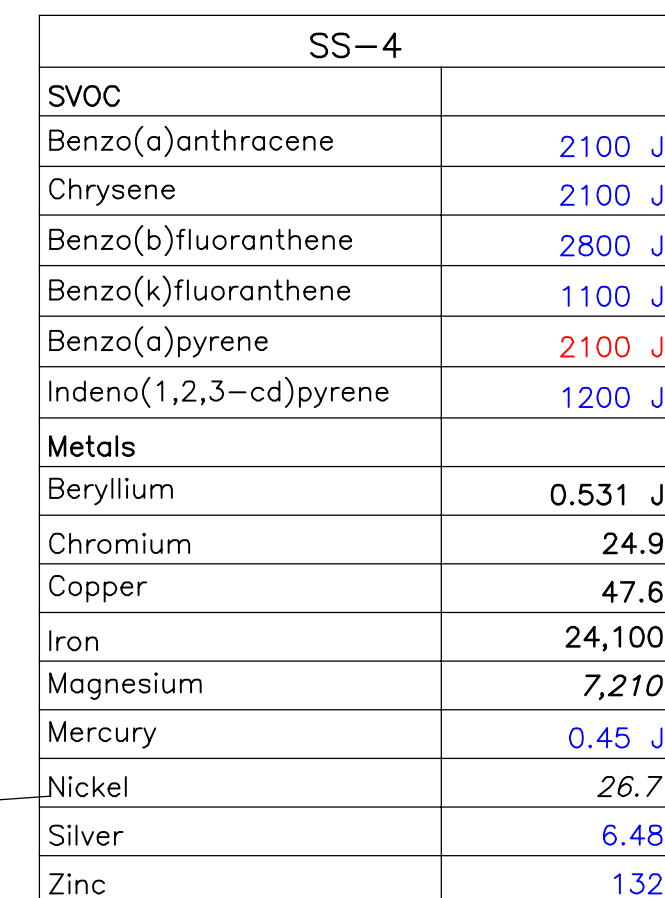 SS-4
SVOC
Benzo(a)anthracene 2100 J
Chrysene 2100 J
Benzo(b)fluoranthene 2800 J
Benzo(k)fluoranthene 1100 J
Benzo(a)pyrene 2100 J
Indeno(1,2,3-cd)pyrene 1200 J
Metals
Beryllium 0.531 J
Chromium 24.9
Copper 47.6
Iron 24,100
Magnesium 7,210
Mercury 0.45 J
Nickel 26.7
Silver 6.48
Zinc 132